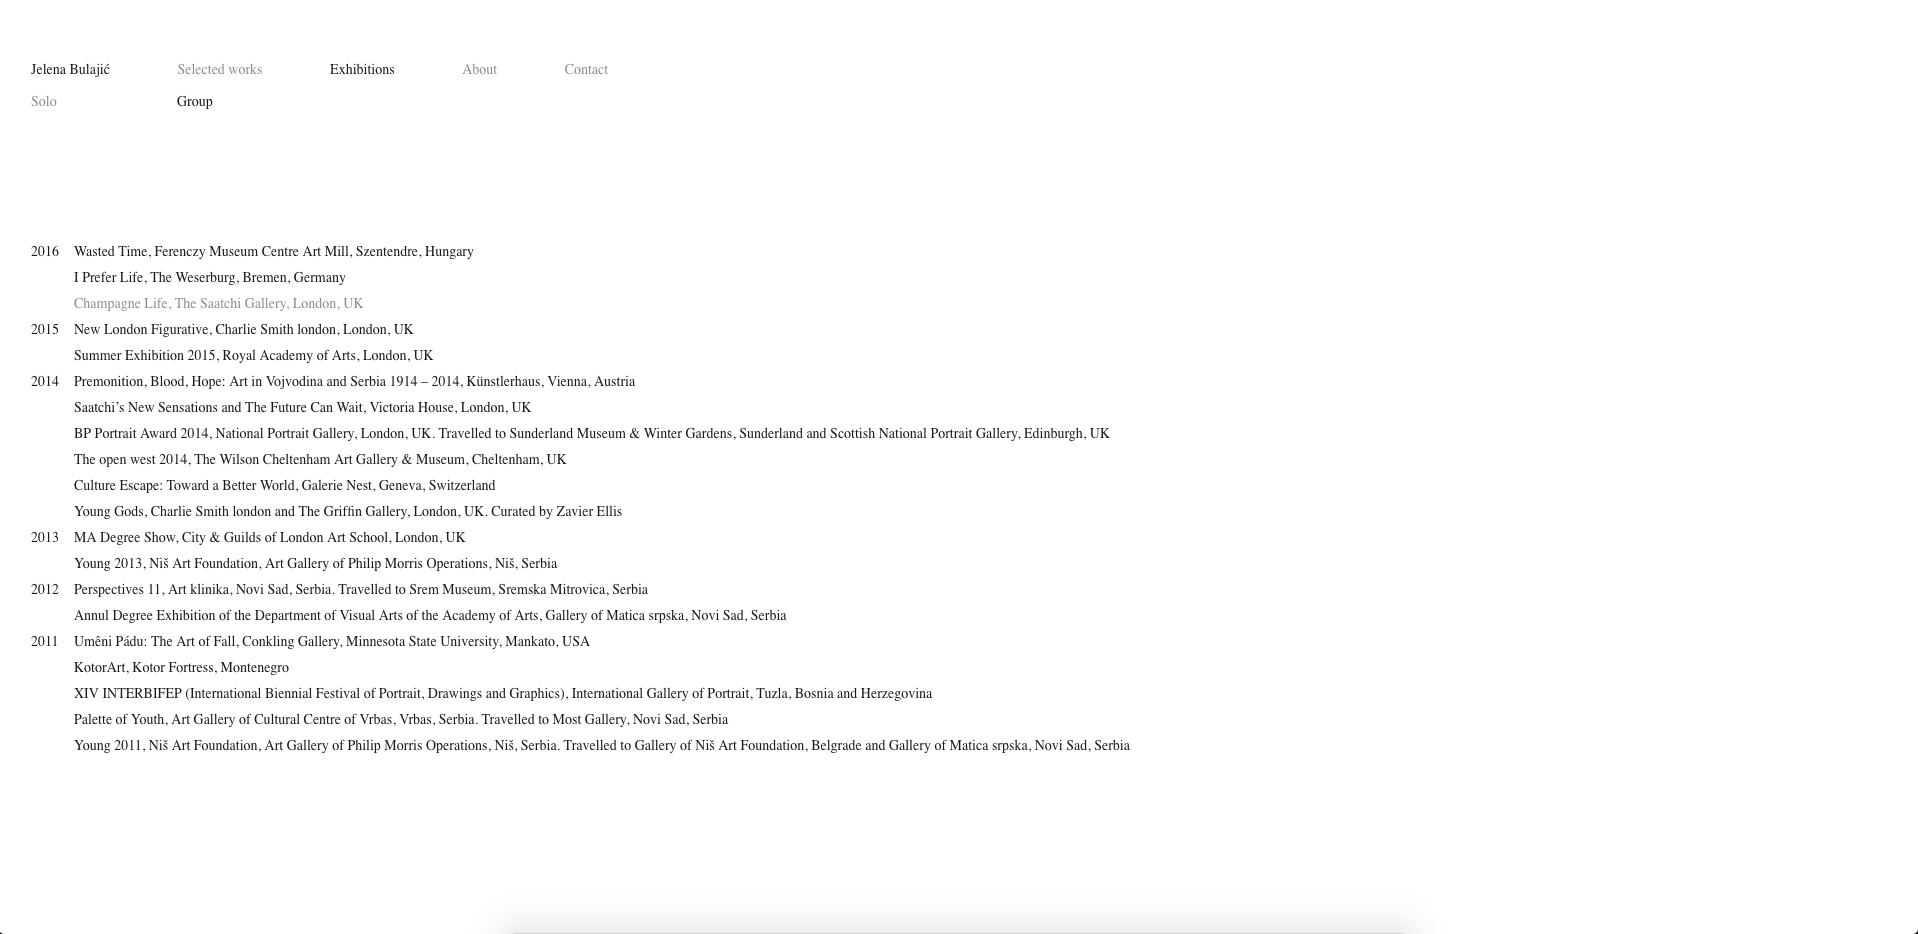 Jelena Bulajić Selected works Exhibitions About Contact
Solo Group
2016 Wasted Time, Ferenczy Museum Centre Art Mill, Szentendre, Hungary
I Prefer Life, The Weserburg, Bremen, Germany
Champagne Life, The Saatchi Gallery, London, UK
2015 New London Figurative, Charlie Smith london, London, UK
Summer Exhibition 2015, Royal Academy of Arts, London, UK
2014 Premonition, Blood, Hope: Art in Vojvodina and Serbia 1914 – 2014, Künstlerhaus, Vienna, Austria
Saatchi’s New Sensations and The Future Can Wait, Victoria House, London, UK
BP Portrait Award 2014, National Portrait Gallery, London, UK. Travelled to Sunderland Museum & Winter Gardens, Sunderland and Scottish National Portrait Gallery, Edinburgh, UK
The open west 2014, The Wilson Cheltenham Art Gallery & Museum, Cheltenham, UK
Culture Escape: Toward a Better World, Galerie Nest, Geneva, Switzerland
Young Gods, Charlie Smith london and The Griffin Gallery, London, UK. Curated by Zavier Ellis
2013 MA Degree Show, City & Guilds of London Art School, London, UK
Young 2013, Niš Art Foundation, Art Gallery of Philip Morris Operations, Niš, Serbia
2012 Perspectives 11, Art klinika, Novi Sad, Serbia. Travelled to Srem Museum, Sremska Mitrovica, Serbia
Annul Degree Exhibition of the Department of Visual Arts of the Academy of Arts, Gallery of Matica srpska, Novi Sad, Serbia
2011 Umêni Pádu: The Art of Fall, Conkling Gallery, Minnesota State University, Mankato, USA
KotorArt, Kotor Fortress, Montenegro
XIV INTERBIFEP (International Biennial Festival of Portrait, Drawings and Graphics), International Gallery of Portrait, Tuzla, Bosnia and Herzegovina
Palette of Youth, Art Gallery of Cultural Centre of Vrbas, Vrbas, Serbia. Travelled to Most Gallery, Novi Sad, Serbia
Young 2011, Niš Art Foundation, Art Gallery of Philip Morris Operations, Niš, Serbia. Travelled to Gallery of Niš Art Foundation, Belgrade and Gallery of Matica srpska, Novi Sad, Serbia